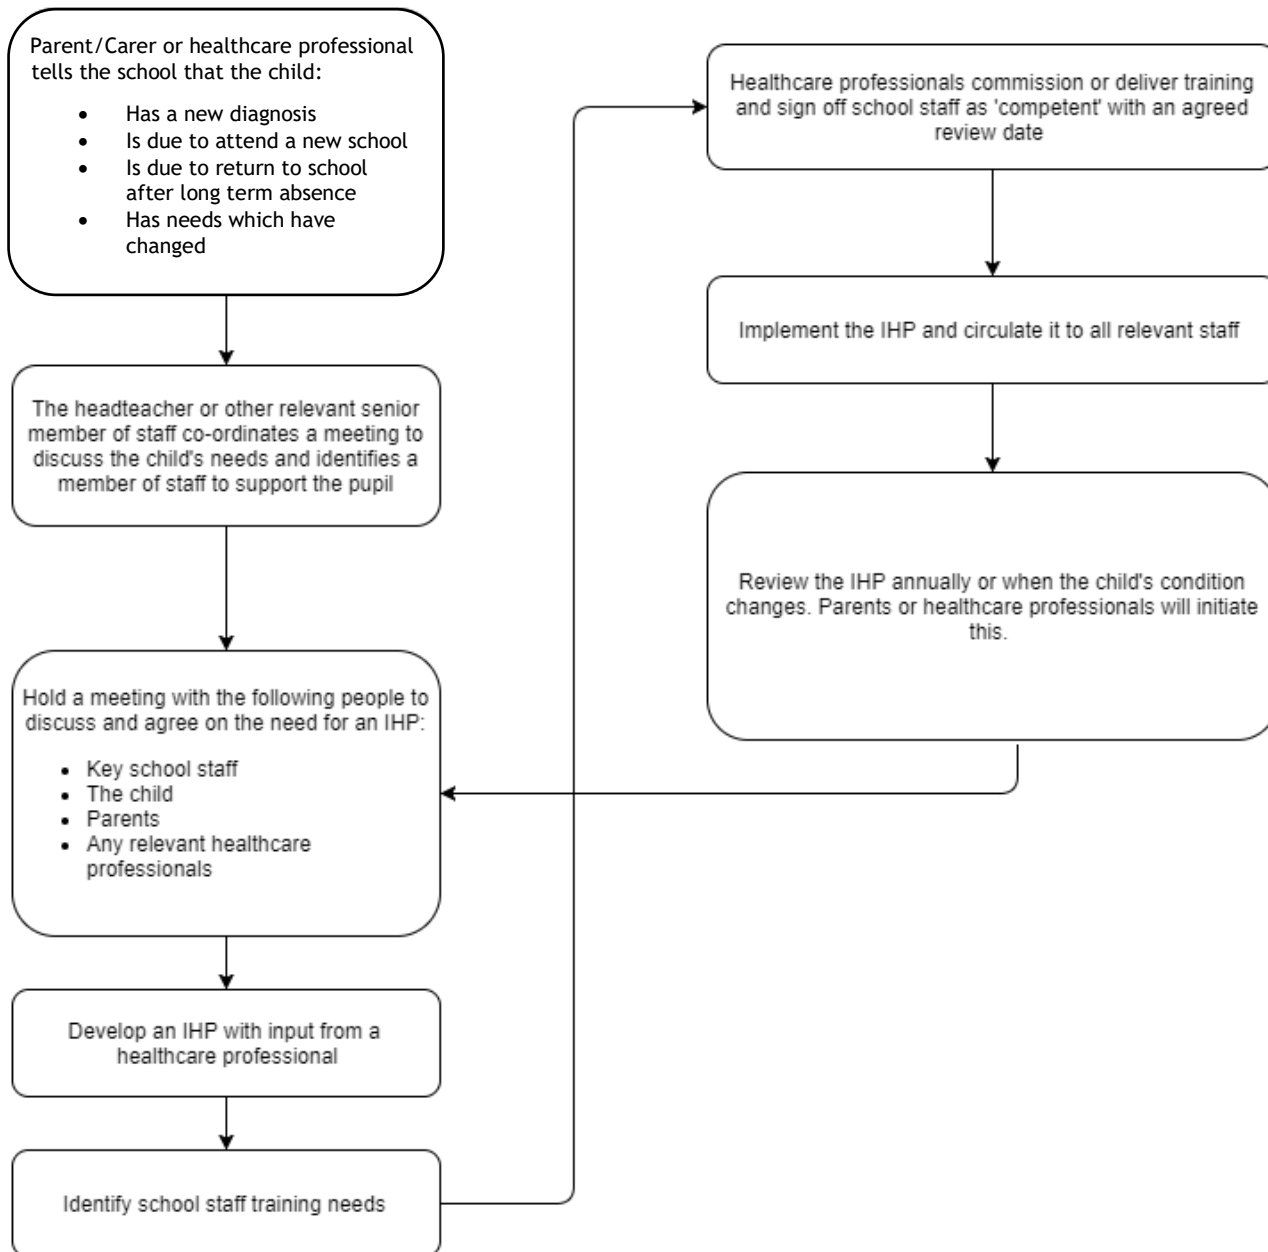 Parent/Carer or healthcare professional
tells the school that the child:
• Has a new diagnosis
• Is due to attend a new school
• Is due to return to school
after long term absence
• Has needs which have
changed
The headteacher or other relevant senior
member of staff co-ordinates a meeting to
discuss the child's needs and identifies a
member of staff to support the pupil
Hold a meeting with the following people to
discuss and agree on the need for an IHP:
• Key school staff
• The child
• Parents
• Any relevant healthcare
professionals
Develop an IHP with input from a
healthcare professional
Identify school staff training needs
Healthcare professionals commission or deliver training
and sign off school staff as 'competent' with an agreed
review date
Implement the IHP and circulate it to all relevant staff
Review the IHP annually or when the child's condition
changes. Parents or healthcare professionals will initiate
this.